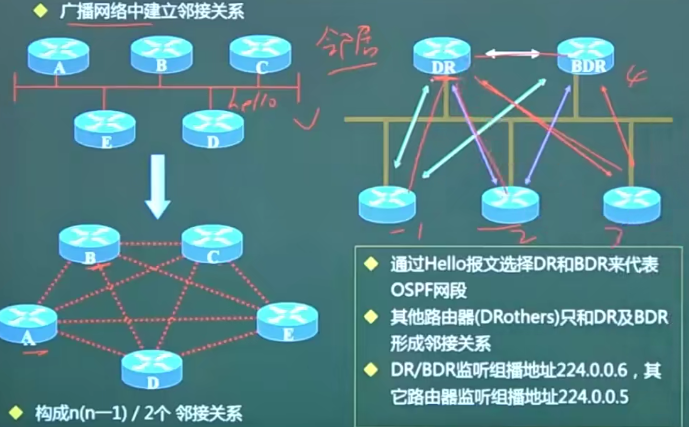 广播网络中建立邻接关系
邻居
A
B
C
hello
E
D
DR
BDR
4
1
2
3
B
C
A
E
D
构成n(n—1) / 2个 邻接关系
通过Hello报文选择DR和BDR来代表
OSPF网段
其他路由器(DRothers)只和DR及BDR
形成邻接关系
DR/BDR监听组播地址224.0.0.6，其
它路由器监听组播地址224.0.0.5